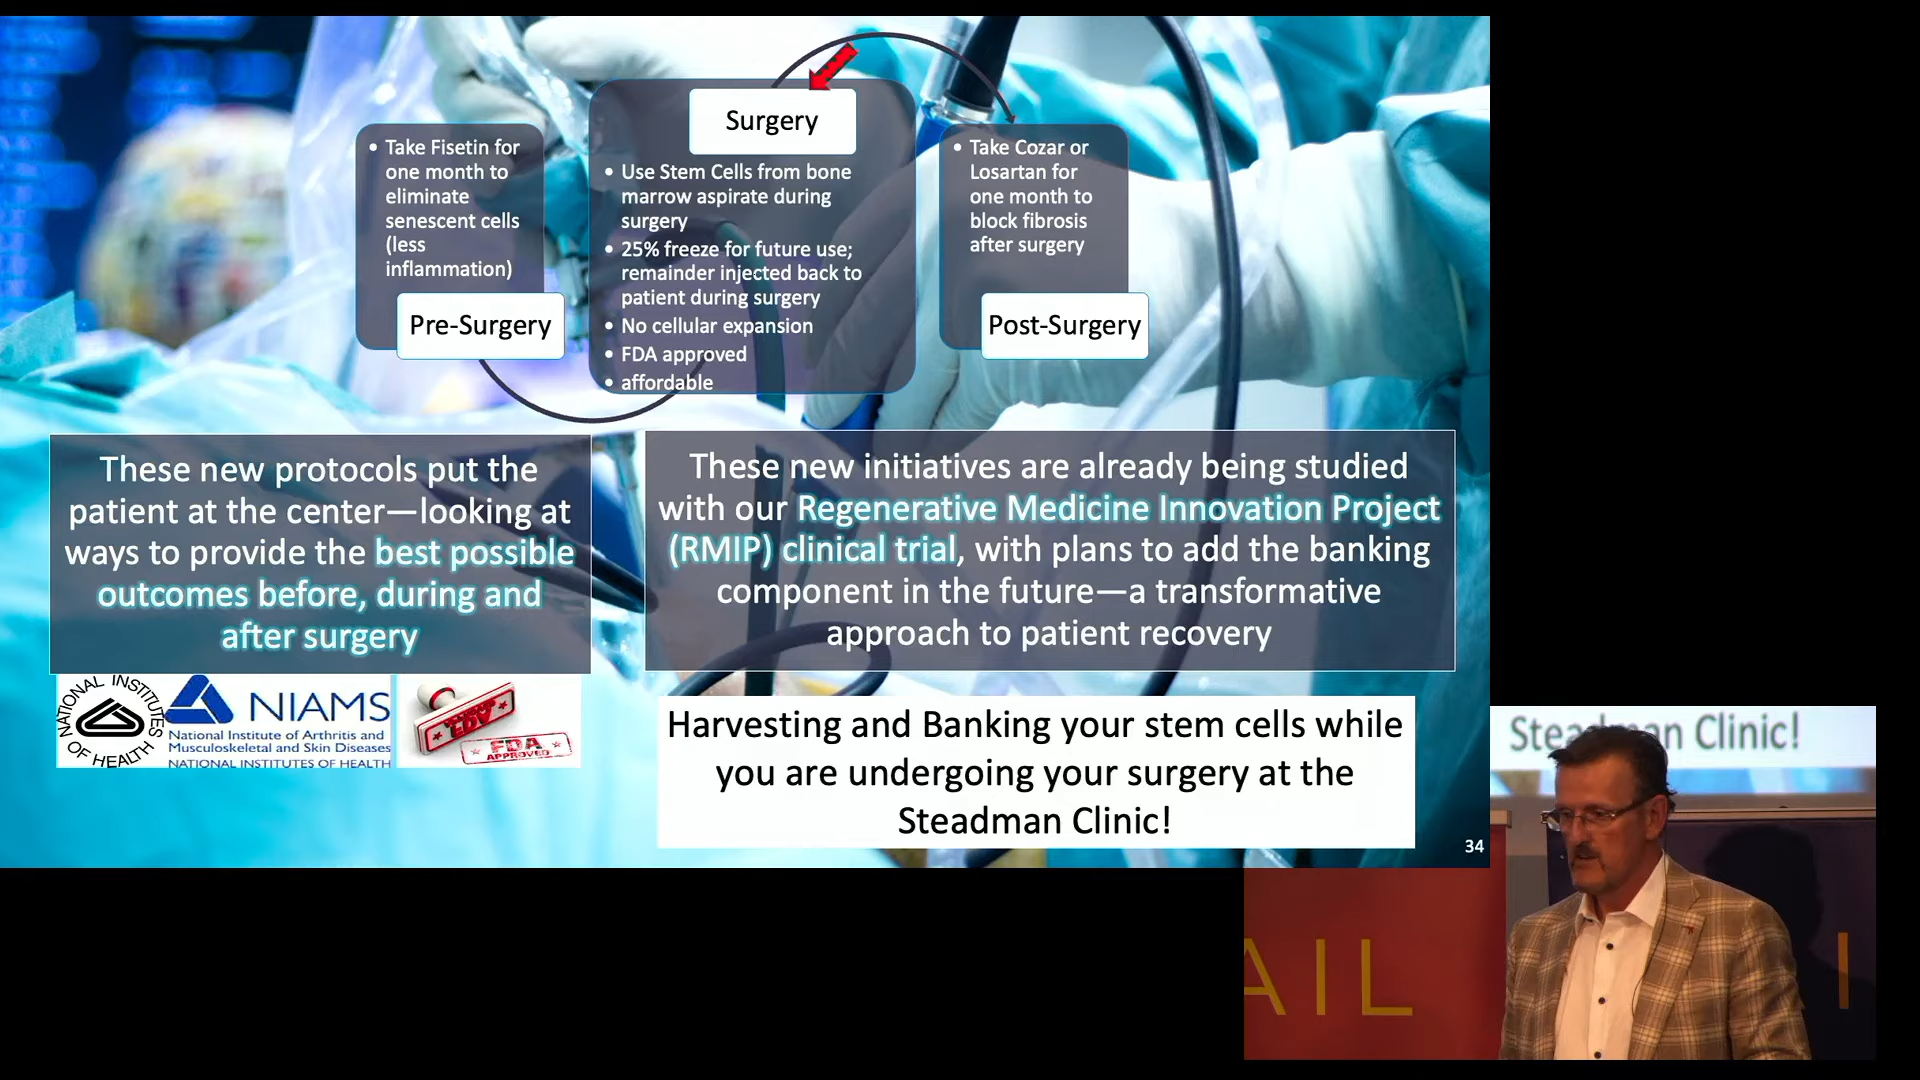 Surgery
• Take Fisetin for
one month to
eliminate
senescent cells
(less
inflammation)
Pre-Surgery
• Use Stem Cells from bone
marrow aspirate during
surgery
• 25% freeze for future use;
remainder injected back to
patient during surgery
• No cellular expansion
• FDA approved
• affordable
• Take Cozar or
Losartan for
one month to
block fibrosis
after surgery
Post-Surgery
These new protocols put the
patient at the center—looking at
ways to provide the best possible
outcomes before, during and
after surgery
These new initiatives are already being studied
with our Regenerative Medicine Innovation Project
(RMIP) clinical trial, with plans to add the banking
component in the future—a transformative
approach to patient recovery
NATIONAL INSTITUTES
OF HEALTH
NIAMS
National Institute of Arthritis and
Musculoskeletal and Skin Diseases
NATIONAL INSTITUTES OF HEALTH
FDA
APPROVED
Harvesting and Banking your stem cells while
you are undergoing your surgery at the
Steadman Clinic!
34
Clinic!
AIL